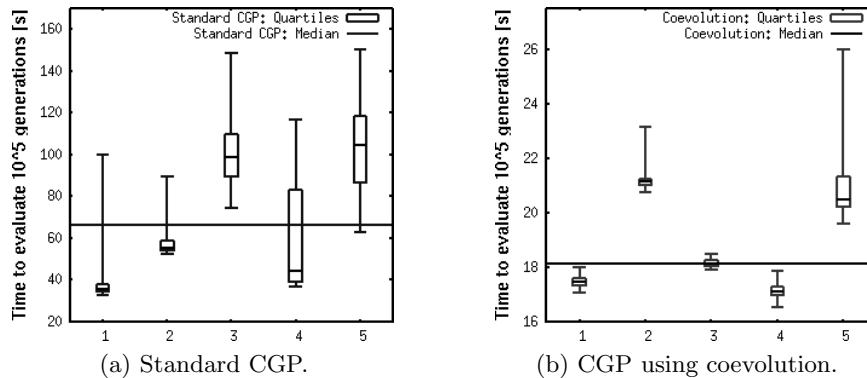 Time to evaluate 10^5 generations [s]
Standard CGP: Quartiles
Standard CGP: Median
160
140
120
100
80
60
40
20
1 2 3 4 5
(a) Standard CGP.
Time to evaluate 10^5 generations [s]
Coevolution: Quartiles
Coevolution: Median
26
24
22
20
18
16
1 2 3 4 5
(b) CGP using coevolution.